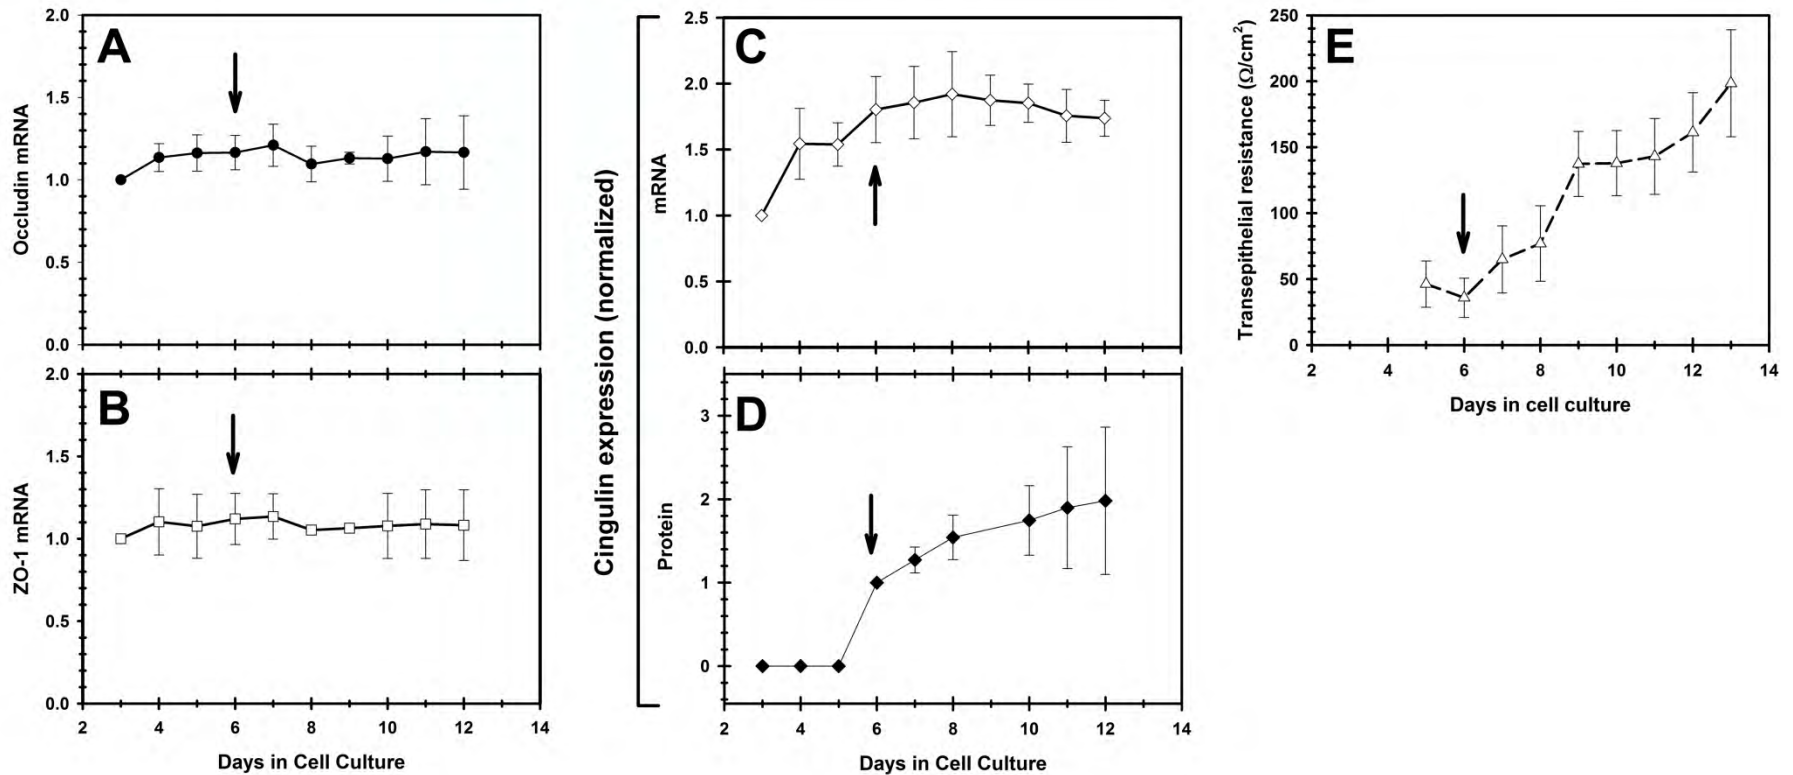 A
Occludin mRNA
2.0
1.5
1.0
0.5
0.0
B
ZO-1 mRNA
2.0
1.5
1.0
0.5
0.0
2 4 6 8 10 12 14
Days in Cell Culture
Cingulin expression (normalized)
C
mRNA
2.5
2.0
1.5
1.0
0.5
0.0
D
Protein
3
2
1
0
2 4 6 8 10 12 14
Days in Cell Culture
E
Transepithelial resistance (Ω/cm²)
250
200
150
100
50
0
2 4 6 8 10 12 14
Days in cell culture